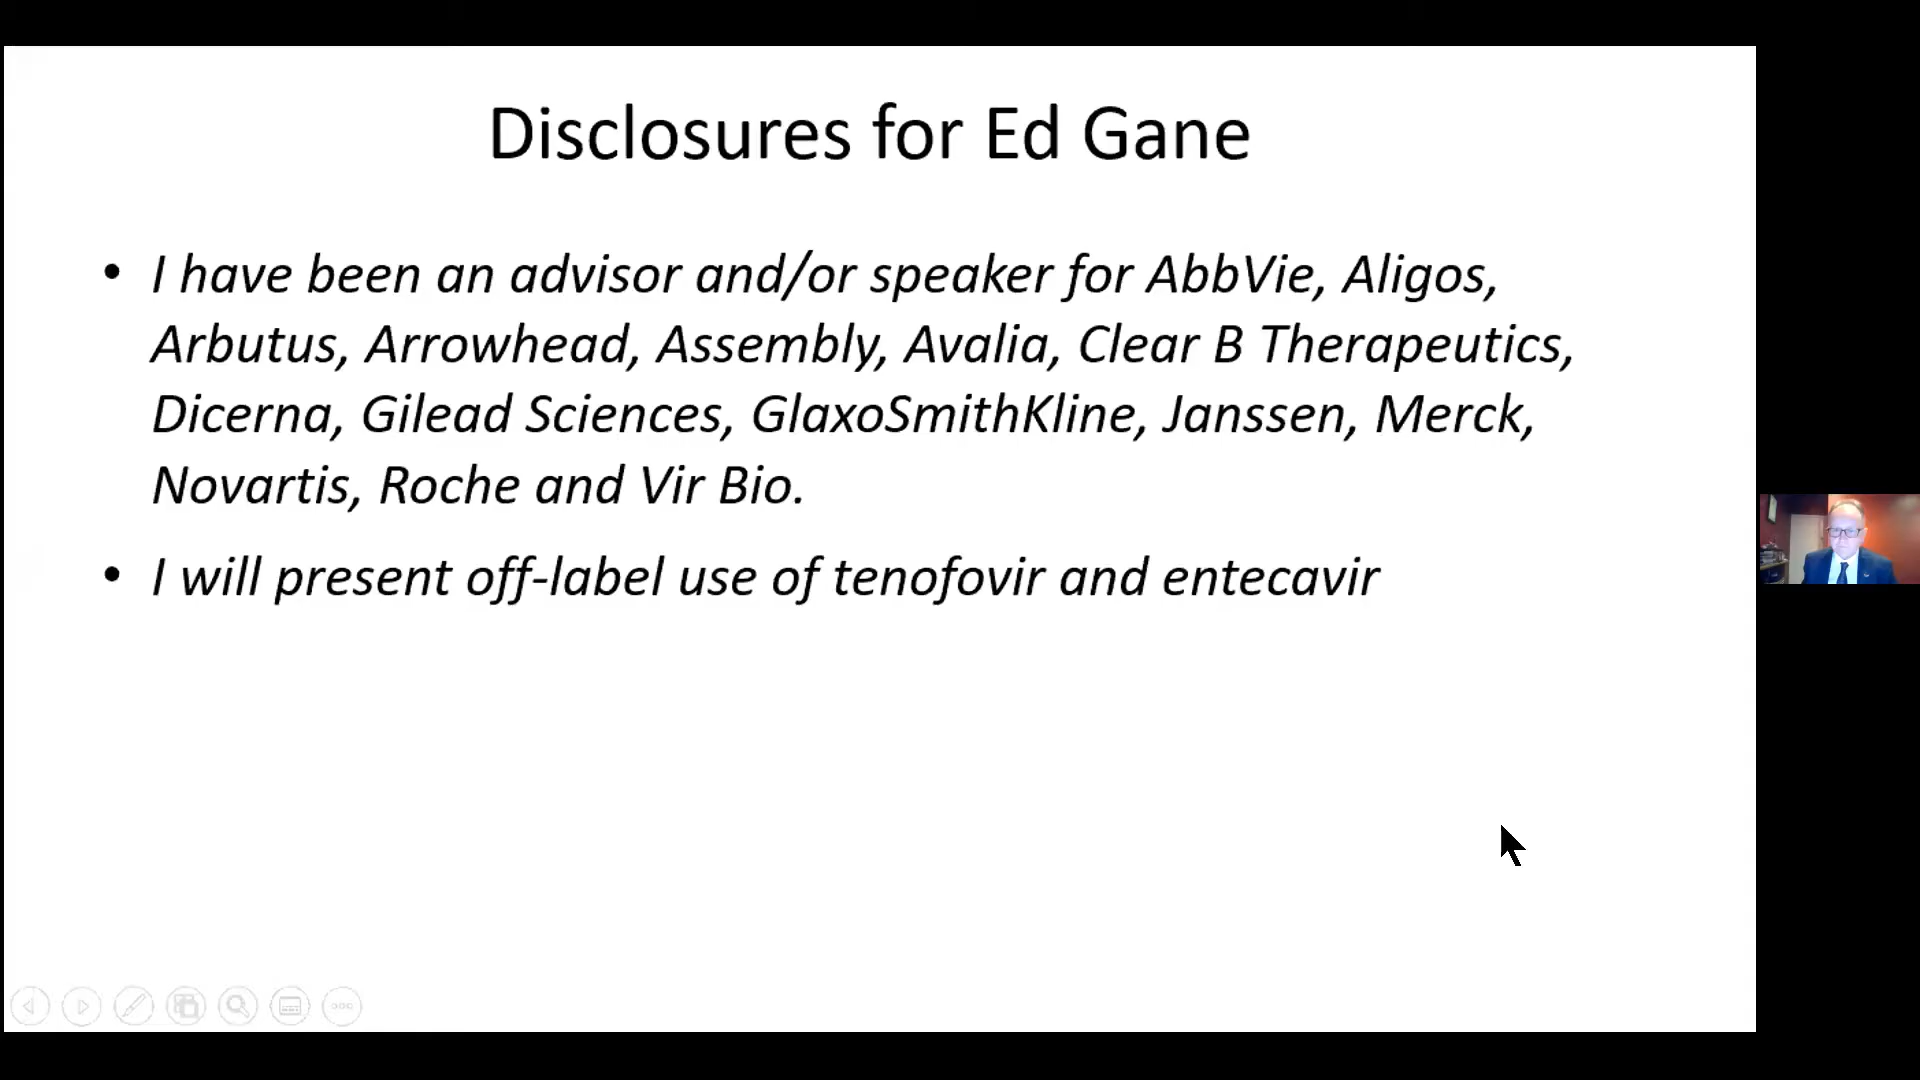 Disclosures for Ed Gane
• I have been an advisor and/or speaker for AbbVie, Aligos,
Arbutus, Arrowhead, Assembly, Avalia, Clear B Therapeutics,
Dicerna, Gilead Sciences, GlaxoSmithKline, Janssen, Merck,
Novartis, Roche and Vir Bio.
• I will present off-label use of tenofovir and entecavir